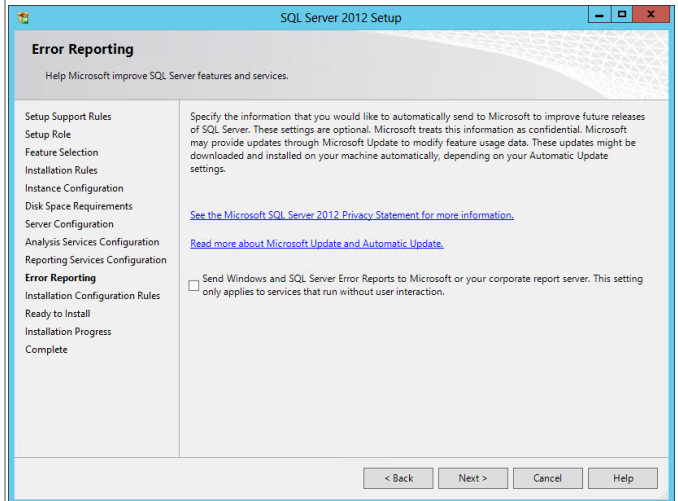 SQL Server 2012 Setup
Error Reporting
Help Microsoft improve SQL Server features and services.
Setup Support Rules
Setup Role
Feature Selection
Installation Rules
Instance Configuration
Disk Space Requirements
Server Configuration
Analysis Services Configuration
Reporting Services Configuration
Error Reporting
Installation Configuration Rules
Ready to Install
Installation Progress
Complete
Specify the information that you would like to automatically send to Microsoft to improve future releases
of SQL Server. These settings are optional. Microsoft treats this information as confidential. Microsoft
may provide updates through Microsoft Update to modify feature usage data. These updates might be
downloaded and installed on your machine automatically, depending on your Automatic Update
settings.
See the Microsoft SQL Server 2012 Privacy Statement for more information.
Read more about Microsoft Update and Automatic Update.
Send Windows and SQL Server Error Reports to Microsoft or your corporate report server. This setting
only applies to services that run without user interaction.
< Back
Next >
Cancel
Help